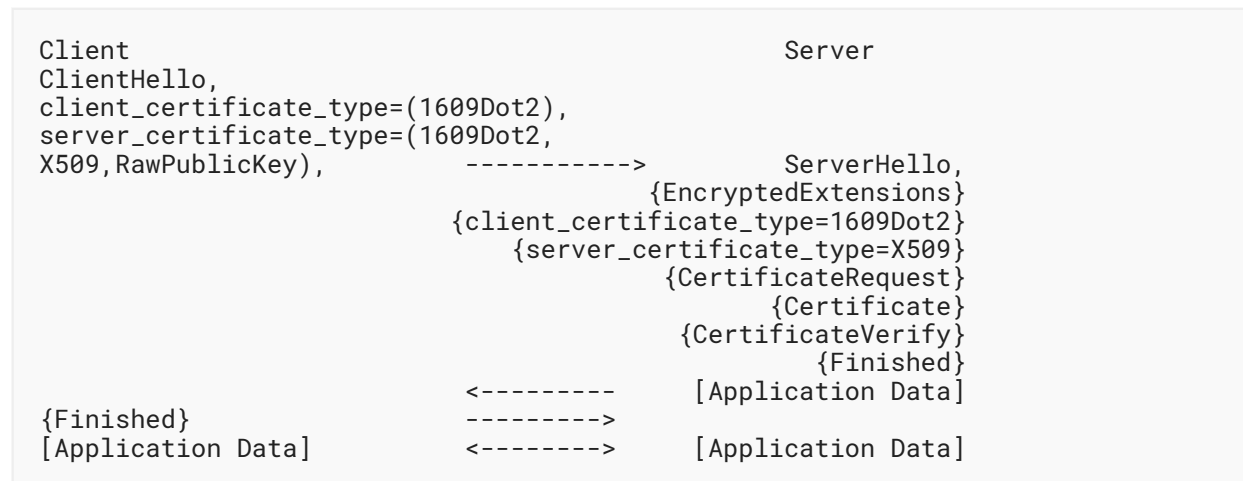 Client                                           Server
ClientHello,
client_certificate_type=(1609Dot2),
server_certificate_type=(1609Dot2,
X509,RawPublicKey),         ----------->         ServerHello,
                                        {EncryptedExtensions}
                           {client_certificate_type=1609Dot2}
                               {server_certificate_type=X509}
                                         {CertificateRequest}
                                                {Certificate}
                                          {CertificateVerify}
                                                   {Finished}
                            <---------     [Application Data]
{Finished}                  --------->
[Application Data]          <-------->     [Application Data]